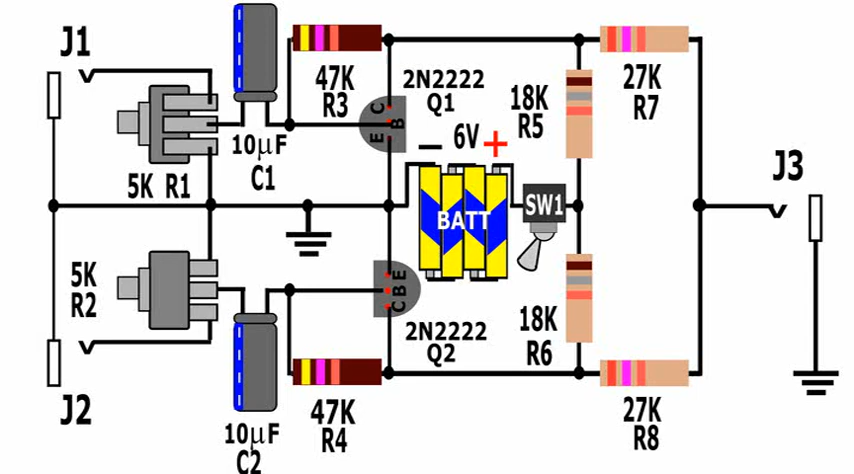 J1
47K
R3
2N2222
Q1
C
B
E
18K
R5
27K
R7
10µF
C1
5K R1
− 6V +
BATT
SW1
J3
5K
R2
E
B
C
2N2222
Q2
18K
R6
J2
10µF
C2
47K
R4
27K
R8